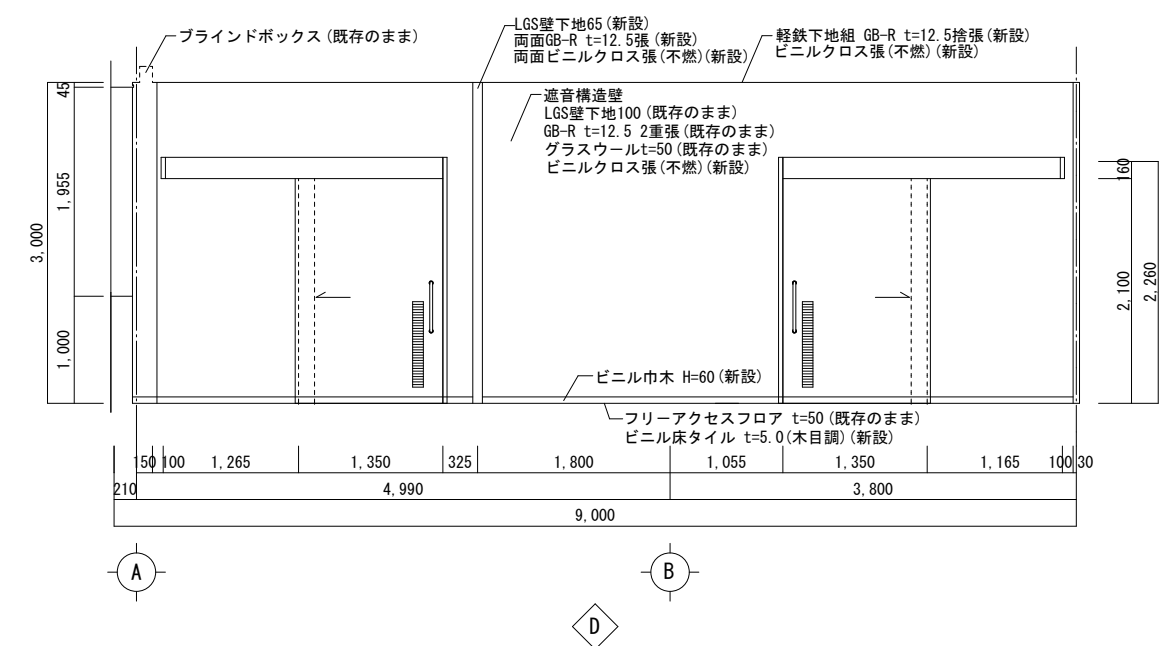 ブラインドボックス(既存のまま)
LGS壁下地65(新設)
両面GB-R t=12.5張(新設)
両面ビニルクロス張(不燃)(新設)
軽鉄下地組 GB-R t=12.5捨張(新設)
ビニルクロス張(不燃)(新設)
遮音構造壁
LGS壁下地100(既存のまま)
GB-R t=12.5 2重張(既存のまま)
グラスウールt=50(既存のまま)
ビニルクロス張(不燃)(新設)
45
1,955
3,000
1,000
160
2,100
2,260
ビニル巾木 H=60(新設)
フリーアクセスフロア t=50(既存のまま)
ビニル床タイル t=5.0(木目調)(新設)
150 100 1,265 1,350 325 1,800 1,055 1,350 1,165 100 30
210 4,990 3,800
9,000
A B
D